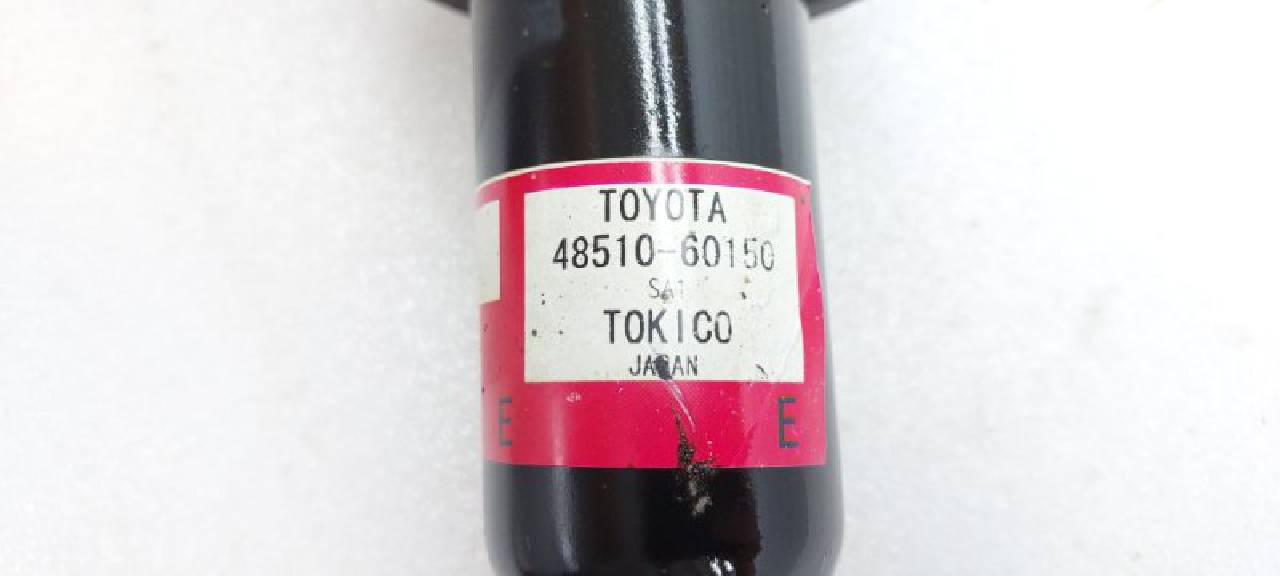 TOYOTA
48510-60150
SA1
TOKICO
JAPAN
E E